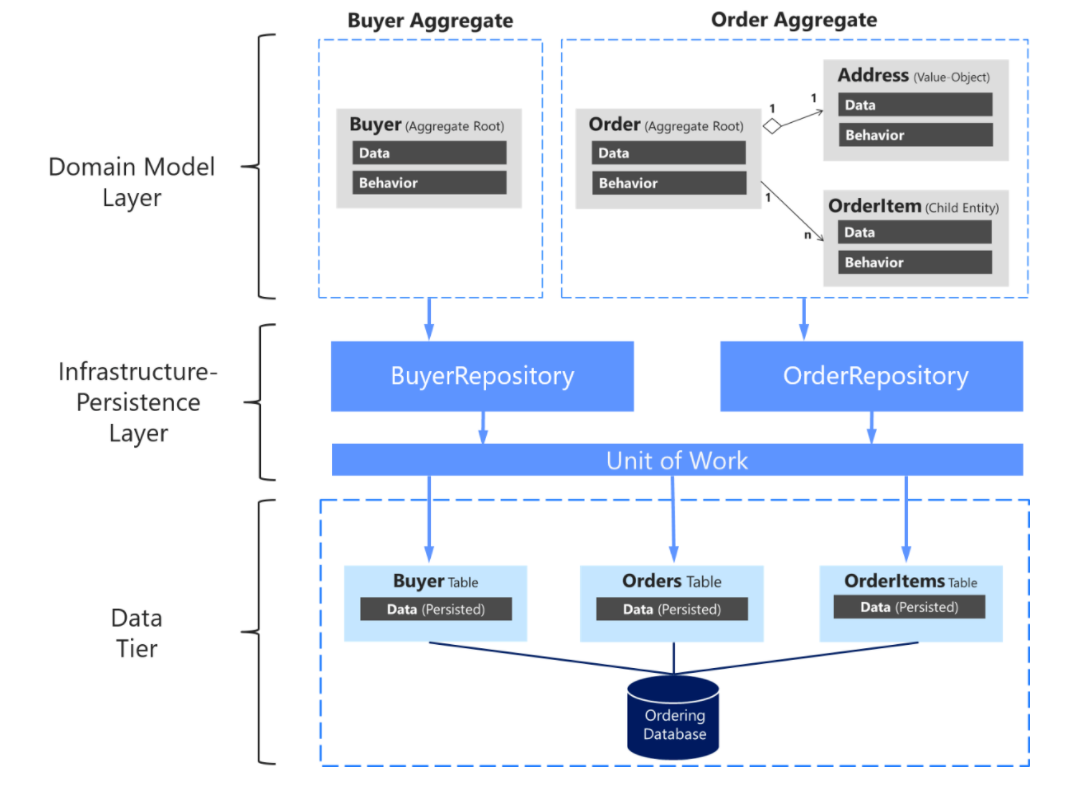 Buyer Aggregate
Order Aggregate
Domain Model
Layer
Buyer (Aggregate Root)
Data
Behavior
Order (Aggregate Root)
Data
Behavior
1
1
1
n
Address (Value-Object)
Data
Behavior
OrderItem (Child Entity)
Data
Behavior
Infrastructure-
Persistence
Layer
BuyerRepository
OrderRepository
Unit of Work
Data
Tier
Buyer Table
Data (Persisted)
Orders Table
Data (Persisted)
OrderItems Table
Data (Persisted)
Ordering
Database